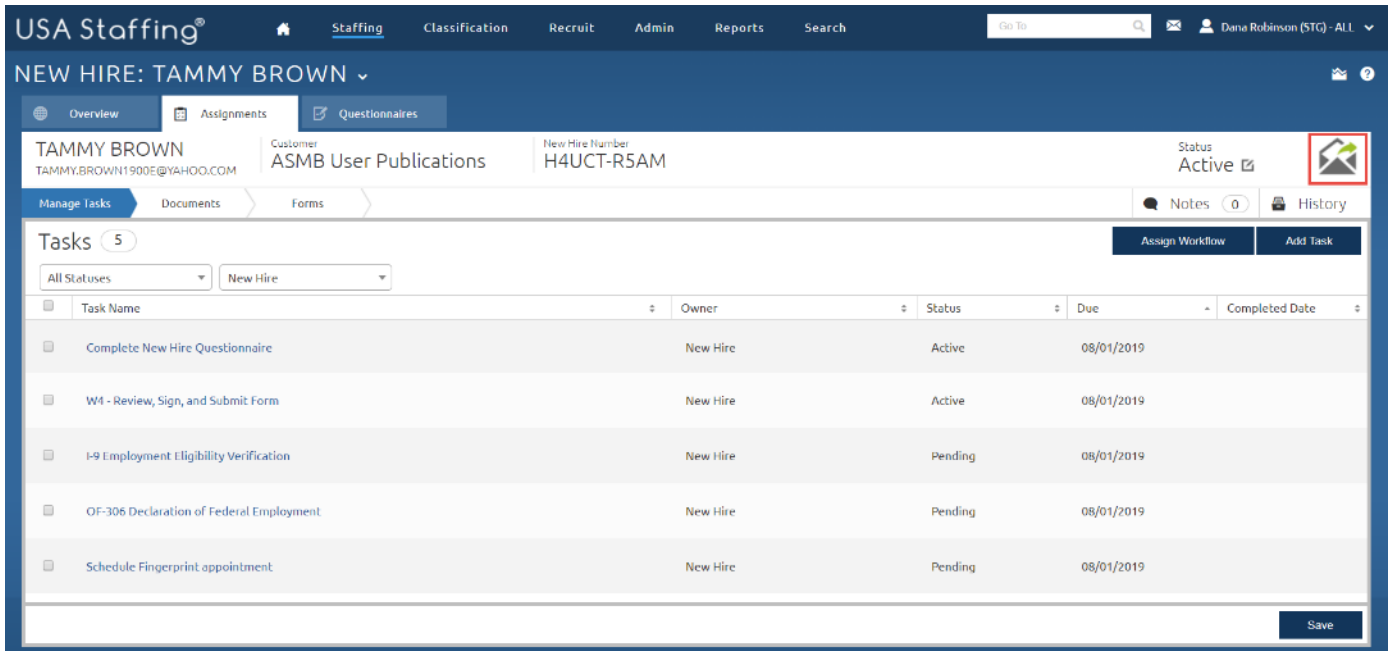 USA Staffing®
Staffing Classification Recruit Admin Reports Search
Go To
Dana Robinson (STG) - ALL
NEW HIRE: TAMMY BROWN
Overview Assignments Questionnaires
TAMMY BROWN
TAMMY.BROWN1900E@YAHOO.COM
Customer
ASMB User Publications
New Hire Number
H4UCT-R5AM
Status
Active
Manage Tasks Documents Forms Notes 0 History
Tasks 5 Assign Workflow Add Task
All Statuses New Hire
Task Name Owner Status Due Completed Date
Complete New Hire Questionnaire New Hire Active 08/01/2019
W4 - Review, Sign, and Submit Form New Hire Active 08/01/2019
I-9 Employment Eligibility Verification New Hire Pending 08/01/2019
OF-306 Declaration of Federal Employment New Hire Pending 08/01/2019
Schedule Fingerprint appointment New Hire Pending 08/01/2019
Save